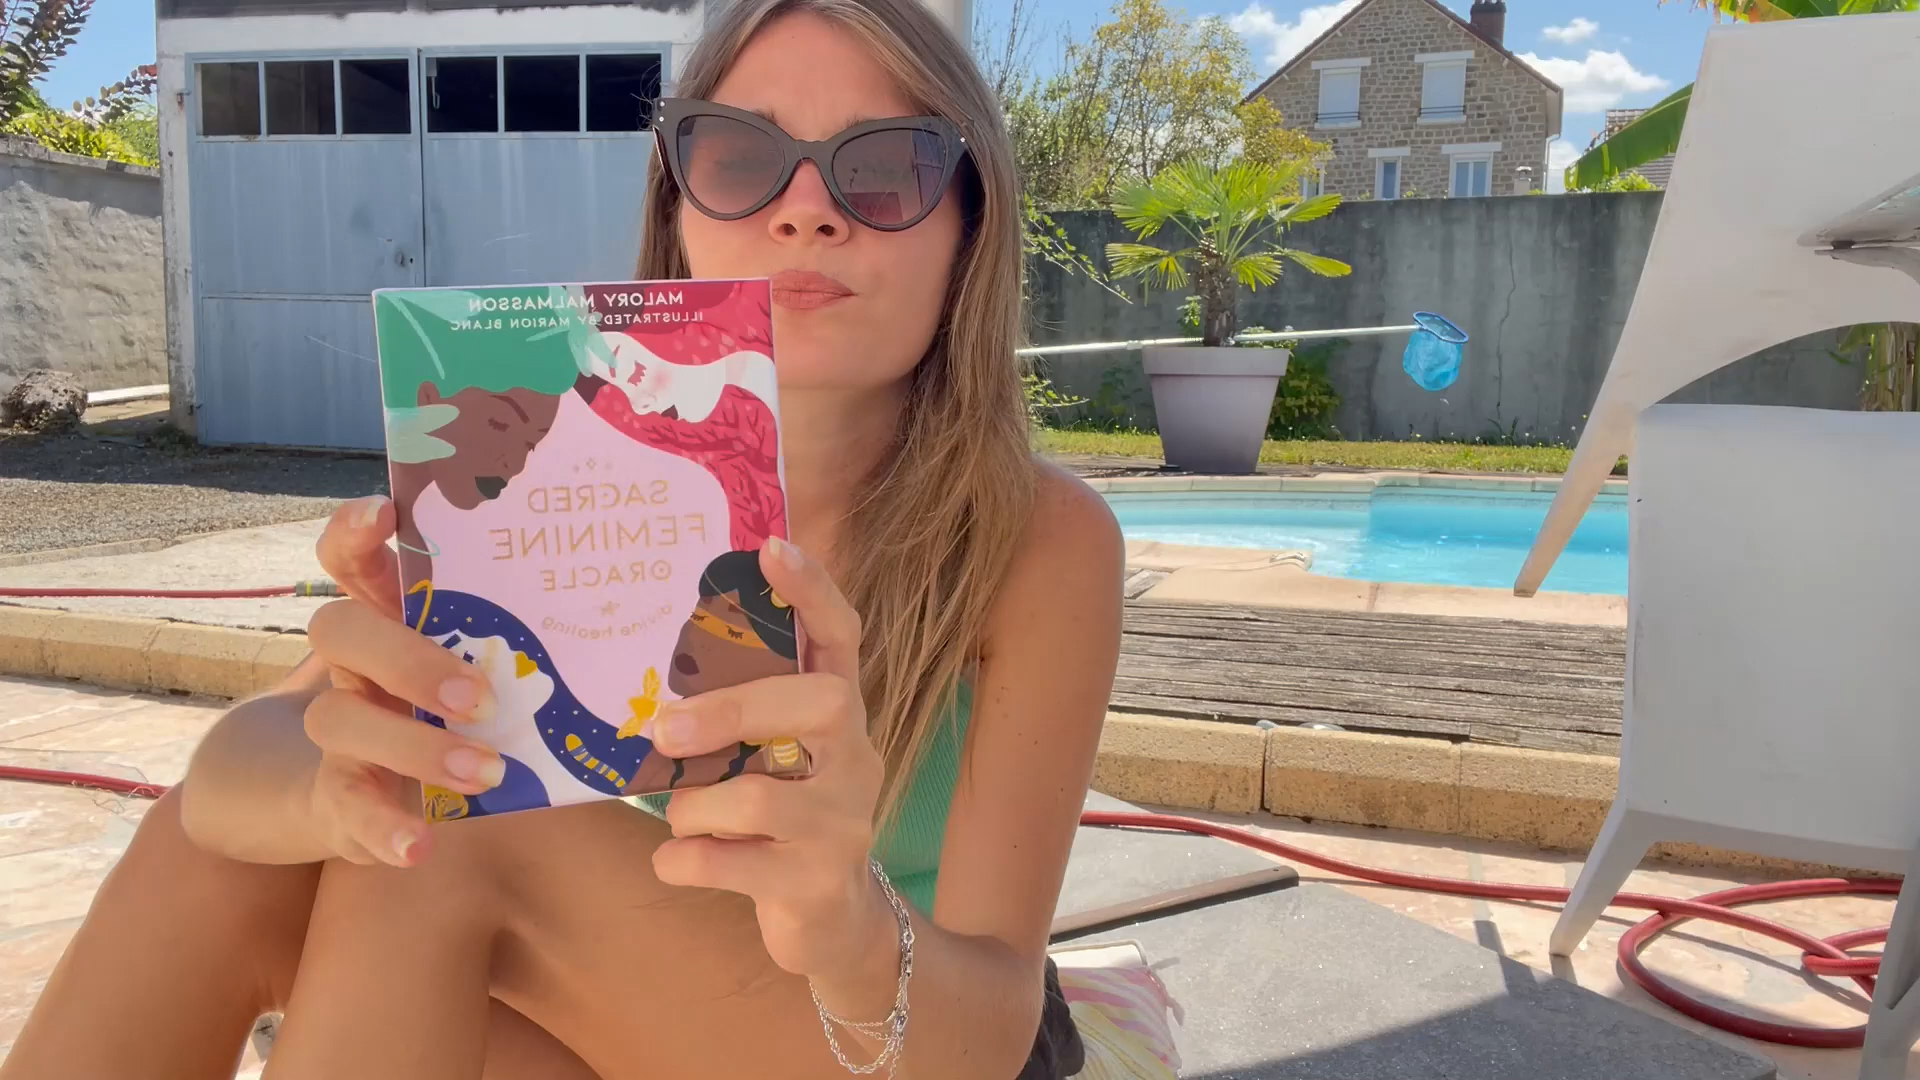 MALORY MALMASSON
ILLUSTRATED BY MARION BLANC
SACRED
FEMININE
ORACLE
divine healing